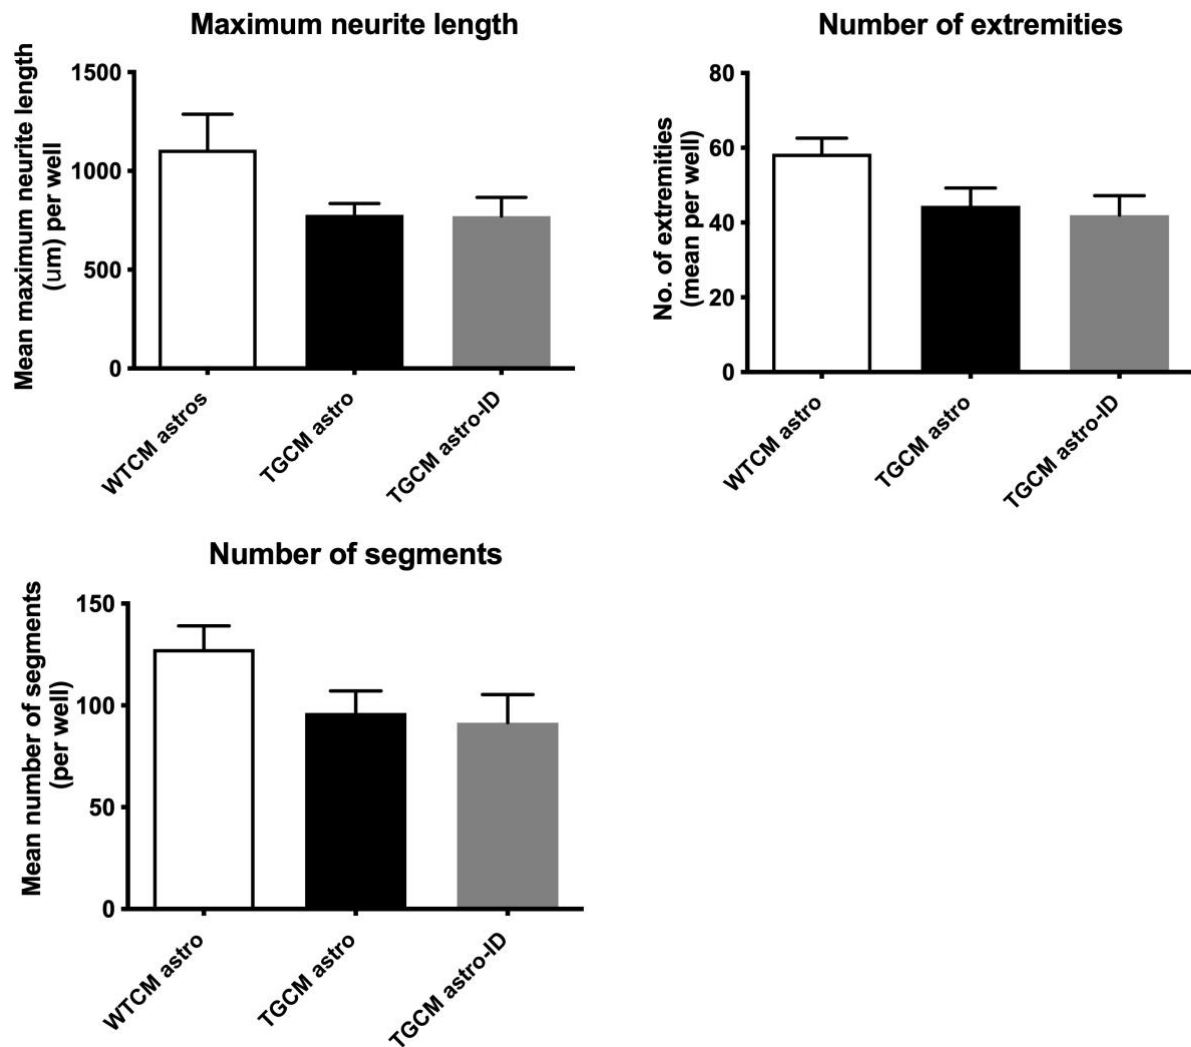 Maximum neurite length
Mean maximum neurite length
(um) per well
1500
1000
500
0
WTCM astros
TGCM astro
TGCM astro-ID
Number of extremities
No. of extremities
(mean per well)
80
60
40
20
0
WTCM astro
TGCM astro
TGCM astro-ID
Number of segments
Mean number of segments
(per well)
150
100
50
0
WTCM astro
TGCM astro
TGCM astro-ID